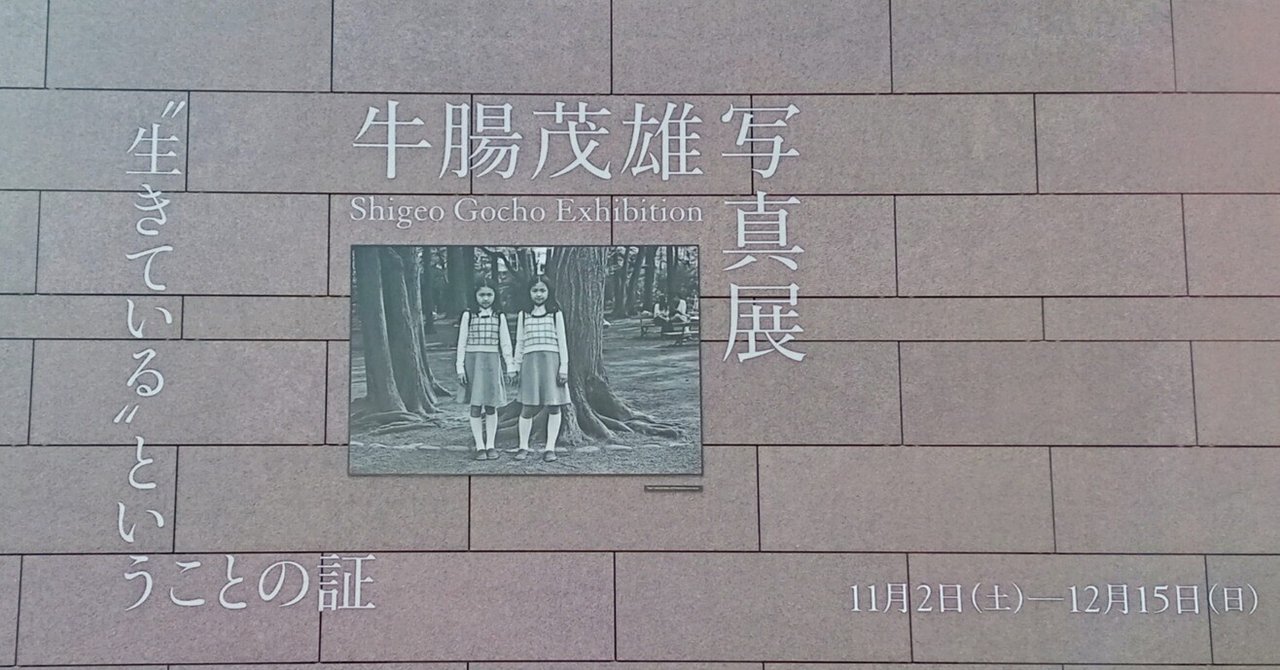 牛腸茂雄写真展
Shigeo Gocho Exhibition
〝生きている〟ということの証
11月2日(土)—12月15日(日)